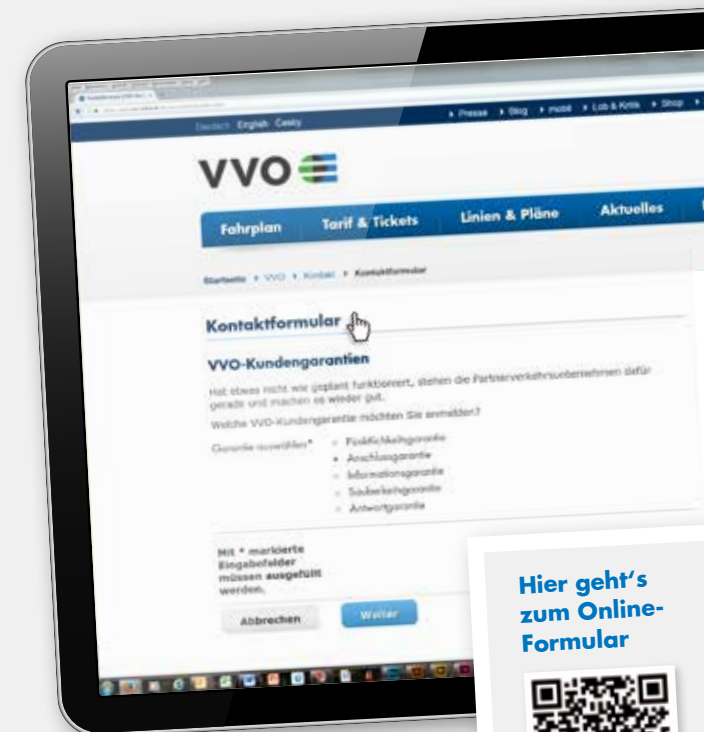 Deutsch English Česky
Presse Blog mobil Lob & Kritik Shop
VVO
Fahrplan Tarif & Tickets Linien & Pläne Aktuelles
Startseite VVO Kontakt Kontaktformular
Kontaktformular
VVO-Kundengarantien
Hat etwas nicht wie geplant funktioniert, stehen die Partnerverkehrsunternehmen dafür
gerade und machen es wieder gut.
Welche VVO-Kundengarantie möchten Sie anmelden?
Garantie auswählen*
Pünktlichkeitsgarantie
Anschlussgarantie
Informationsgarantie
Sauberkeitsgarantie
Antwortgarantie
Mit * markierte
Eingabefelder
müssen ausgefüllt
werden.
Abbrechen Weiter
Hier geht‘s
zum Online-
Formular